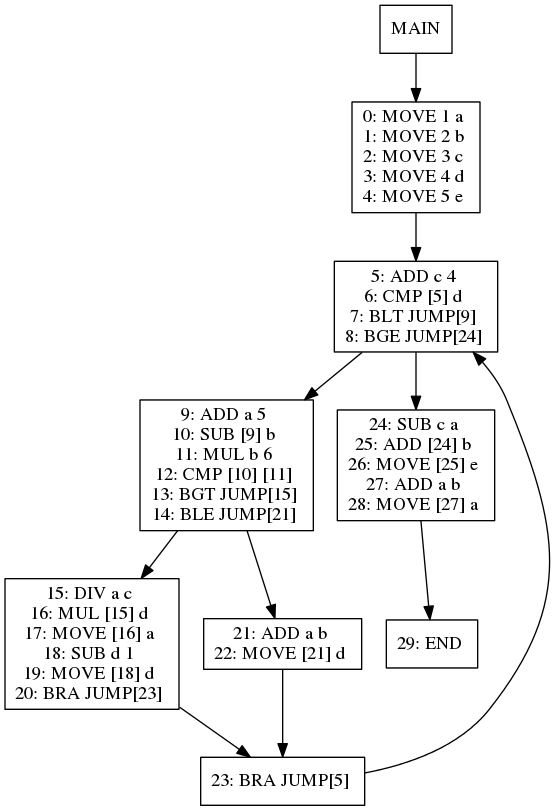 MAIN
0: MOVE 1 a
1: MOVE 2 b
2: MOVE 3 c
3: MOVE 4 d
4: MOVE 5 e
5: ADD c 4
6: CMP [5] d
7: BLT JUMP[9]
8: BGE JUMP[24]
9: ADD a 5
10: SUB [9] b
11: MUL b 6
12: CMP [10] [11]
13: BGT JUMP[15]
14: BLE JUMP[21]
24: SUB c a
25: ADD [24] b
26: MOVE [25] e
27: ADD a b
28: MOVE [27] a
15: DIV a c
16: MUL [15] d
17: MOVE [16] a
18: SUB d 1
19: MOVE [18] d
20: BRA JUMP[23]
21: ADD a b
22: MOVE [21] d
29: END
23: BRA JUMP[5]